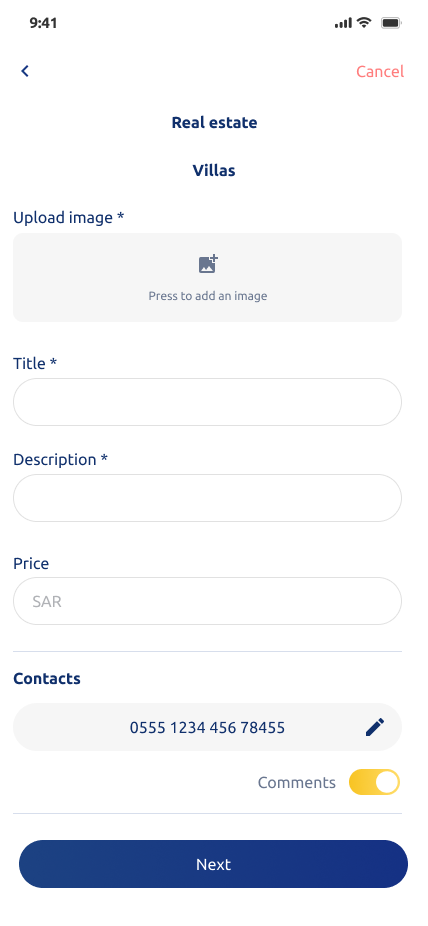 9:41
Cancel
Real estate
Villas
Upload image *
Press to add an image
Title *
Description *
Price
SAR
Contacts
0555 1234 456 78455
Comments
Next